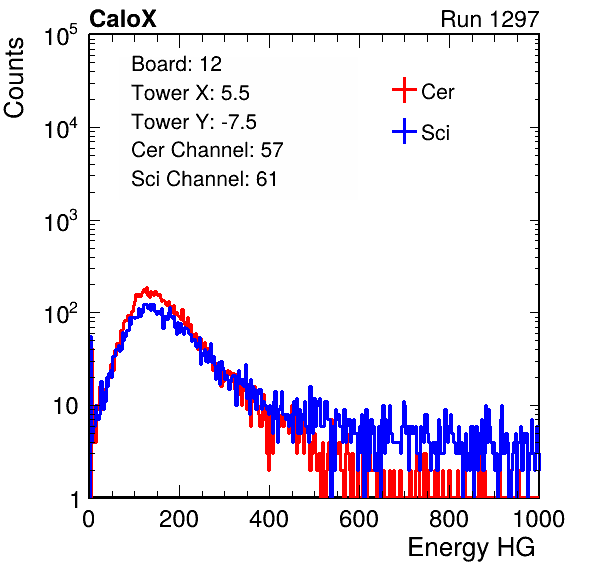 CaloX Run 1297
Counts
Board: 12
Tower X: 5.5
Tower Y: -7.5
Cer Channel: 57
Sci Channel: 61
Cer
Sci
10^5
10^4
10^3
10^2
10
1
0 200 400 600 800 1000
Energy HG